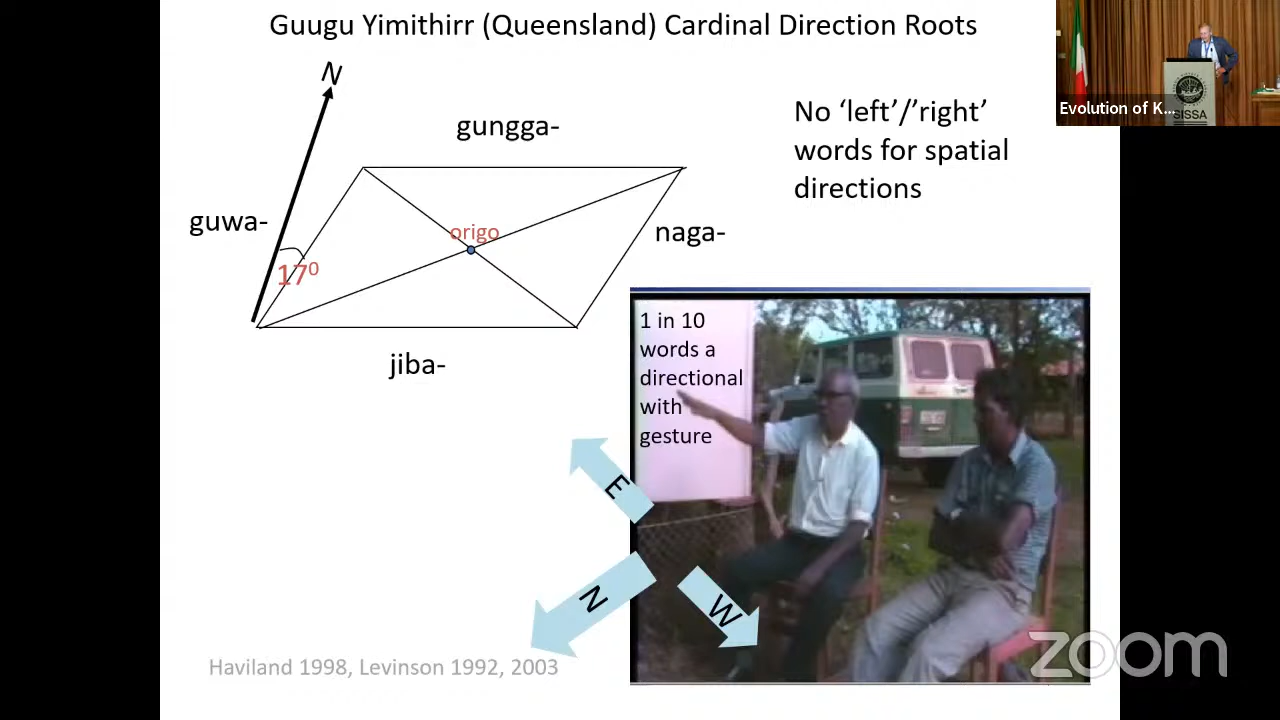 Guugu Yimithirr (Queensland) Cardinal Direction Roots
N
gungga-
No ‘left’/’right’
words for spatial
directions
guwa-
origo
naga-
17⁰
jiba-
1 in 10
words a
directional
with
gesture
E
N
W
Haviland 1998, Levinson 1992, 2003
Evolution of K...
SISSA
zoom